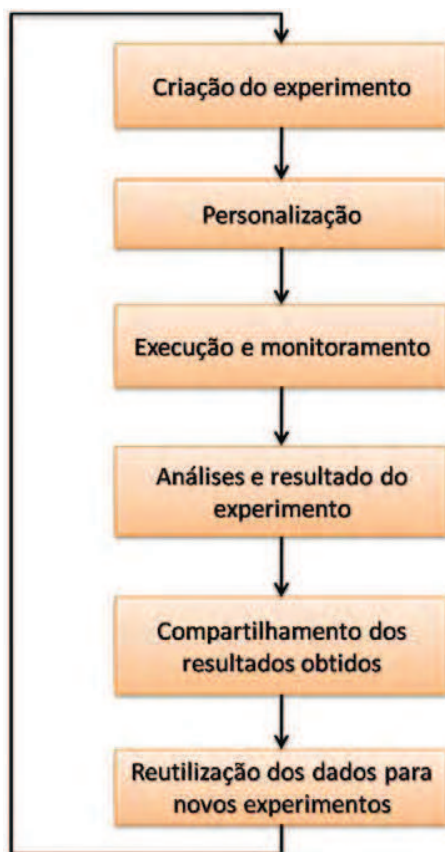 Criação do experimento
Personalização
Execução e monitoramento
Análises e resultado do
experimento
Compartilhamento dos
resultados obtidos
Reutilização dos dados para
novos experimentos